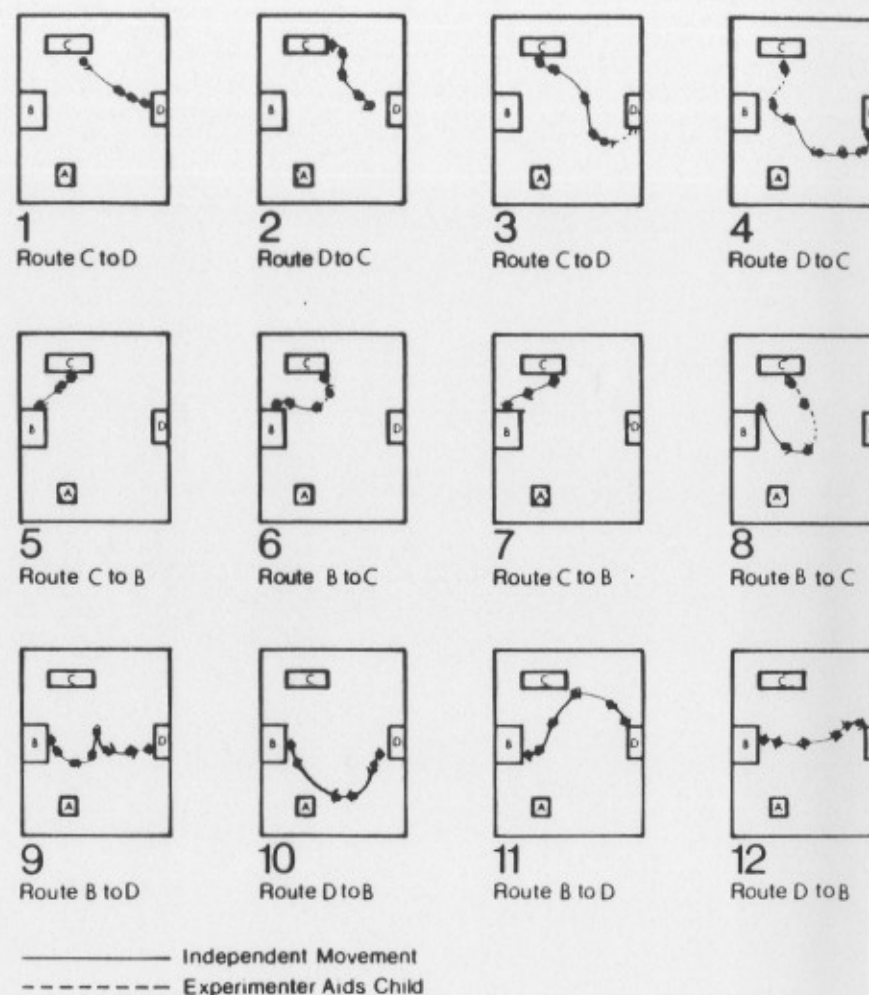 C
B
D
A
1
Route C to D
C
B
D
A
2
Route D to C
C
B
D
A
3
Route C to D
C
B
A
4
Route D to C
C
B
D
A
5
Route C to B
C
B
D
A
6
Route B to C
C
B
D
A
7
Route C to B
C
B
A
8
Route B to C
C
B
D
A
9
Route B to D
C
B
D
A
10
Route D to B
C
B
D
A
11
Route B to D
C
B
A
12
Route D to B
Independent Movement
Experimenter Aids Child